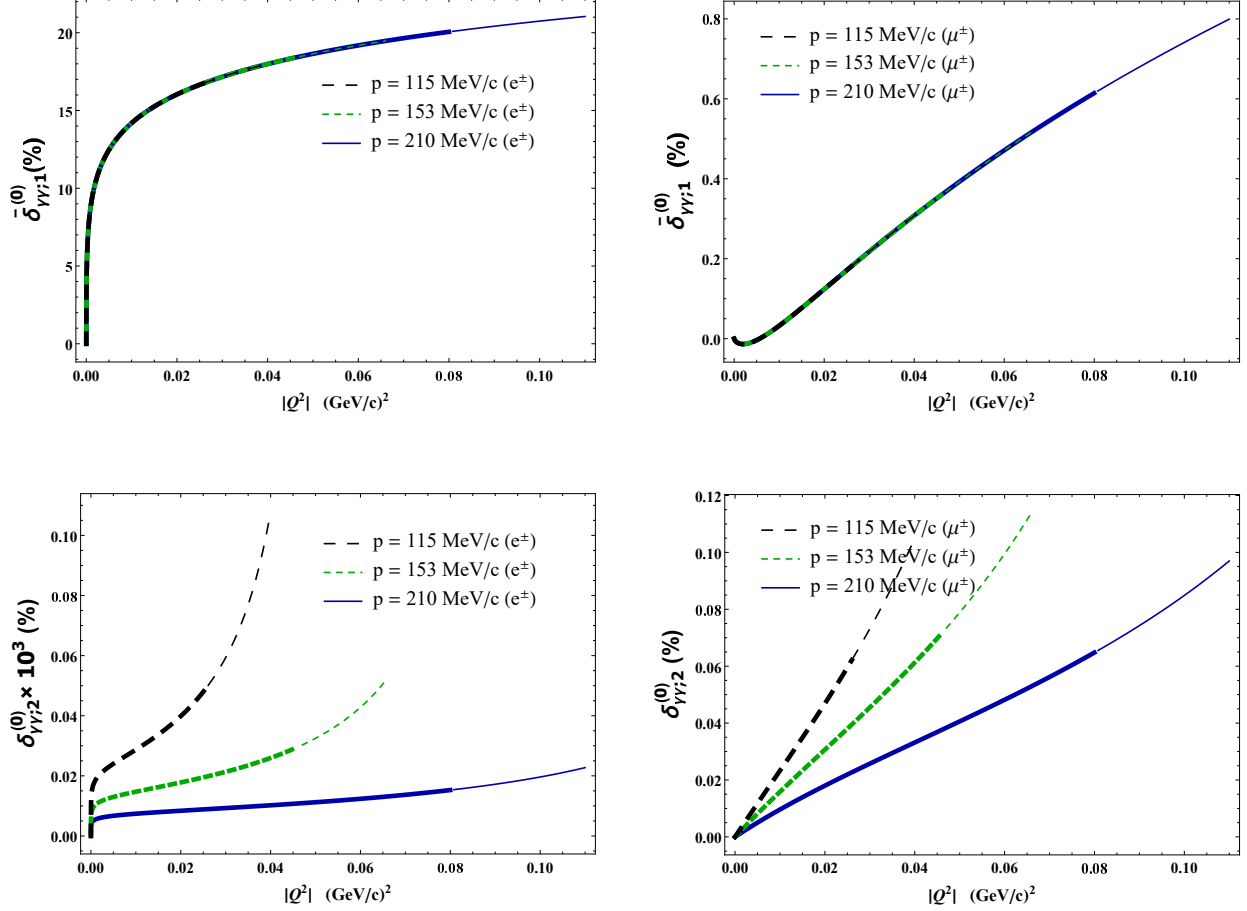 δ̄_{γγ;1}^{(0)} (%)
20
15
10
5
0
p = 115 MeV/c (e±)
p = 153 MeV/c (e±)
p = 210 MeV/c (e±)
0.00 0.02 0.04 0.06 0.08 0.10
|Q²| (GeV/c)²
δ̄_{γγ;1}^{(0)} (%)
0.8
0.6
0.4
0.2
0.0
p = 115 MeV/c (μ±)
p = 153 MeV/c (μ±)
p = 210 MeV/c (μ±)
0.00 0.02 0.04 0.06 0.08 0.10
|Q²| (GeV/c)²
δ_{γγ;2}^{(0)} × 10³ (%)
0.10
0.08
0.06
0.04
0.02
0.00
p = 115 MeV/c (e±)
p = 153 MeV/c (e±)
p = 210 MeV/c (e±)
0.00 0.02 0.04 0.06 0.08 0.10
|Q²| (GeV/c)²
δ_{γγ;2}^{(0)} (%)
0.12
0.10
0.08
0.06
0.04
0.02
0.00
p = 115 MeV/c (μ±)
p = 153 MeV/c (μ±)
p = 210 MeV/c (μ±)
0.00 0.02 0.04 0.06 0.08 0.10
|Q²| (GeV/c)²